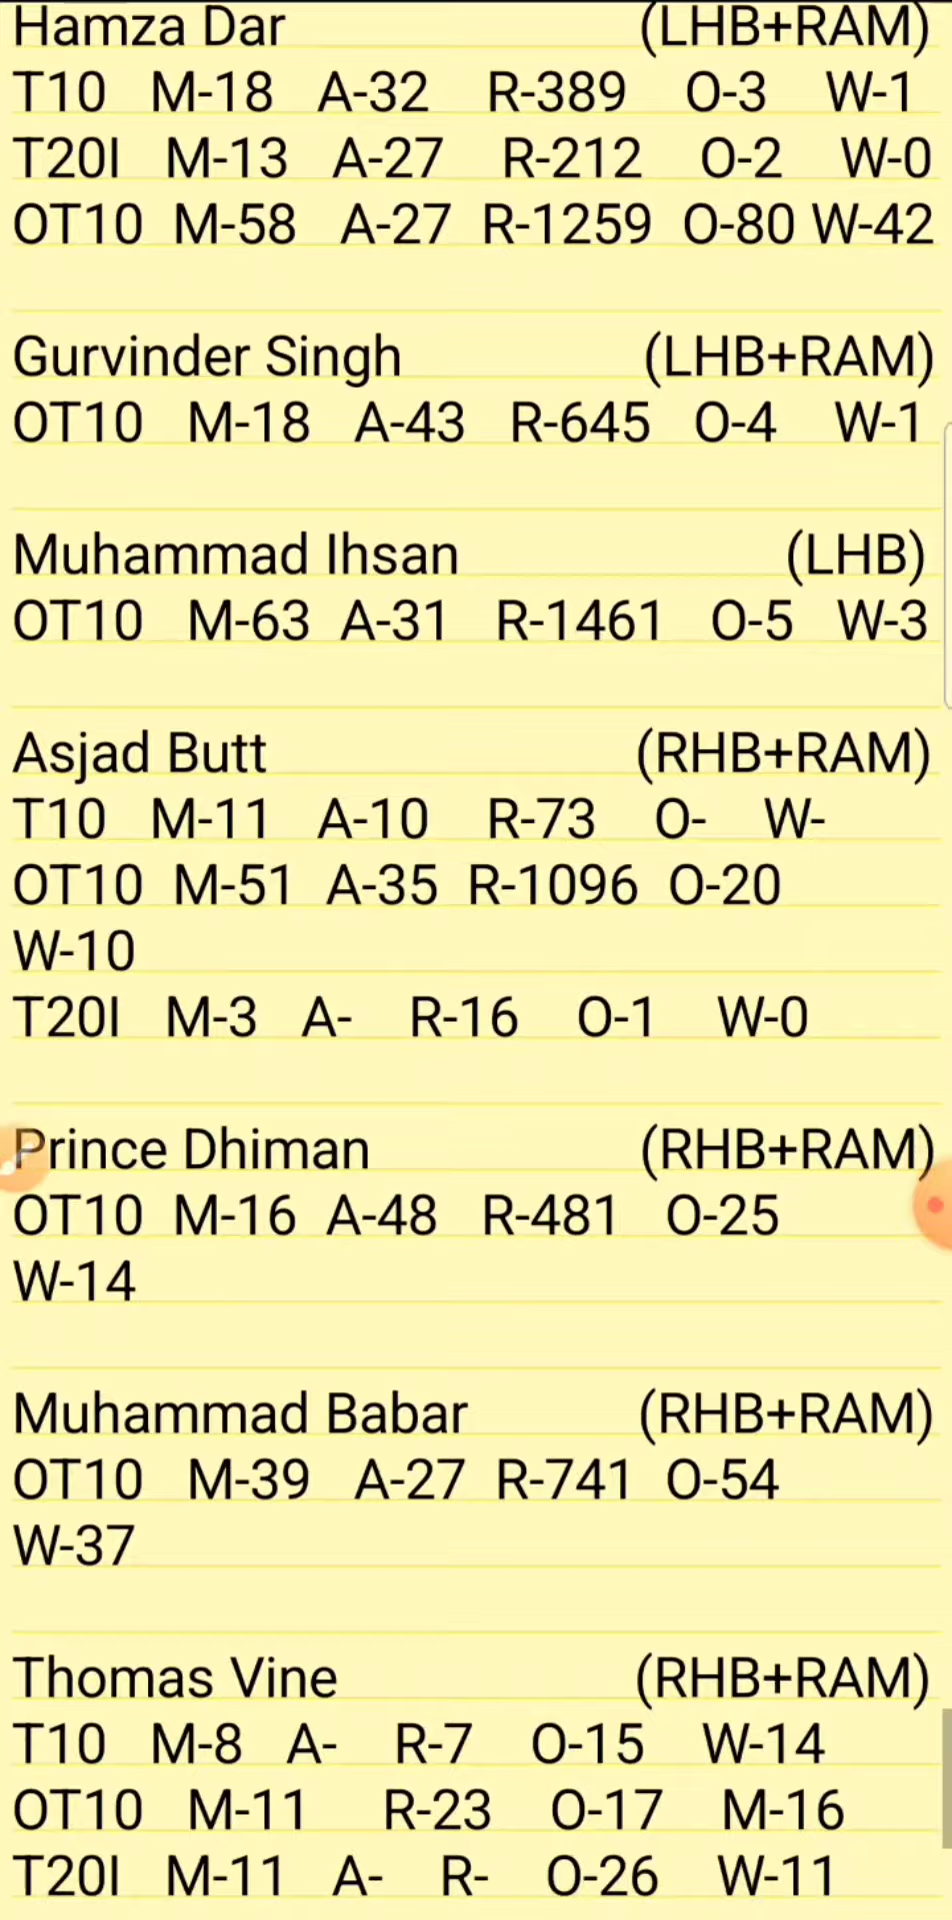 Hamza Dar (LHB+RAM)
T10 M-18 A-32 R-389 O-3 W-1
T20I M-13 A-27 R-212 O-2 W-0
OT10 M-58 A-27 R-1259 O-80 W-42
Gurvinder Singh (LHB+RAM)
OT10 M-18 A-43 R-645 O-4 W-1
Muhammad Ihsan (LHB)
OT10 M-63 A-31 R-1461 O-5 W-3
Asjad Butt (RHB+RAM)
T10 M-11 A-10 R-73 O- W-
OT10 M-51 A-35 R-1096 O-20
W-10
T20I M-3 A- R-16 O-1 W-0
Prince Dhiman (RHB+RAM)
OT10 M-16 A-48 R-481 O-25
W-14
Muhammad Babar (RHB+RAM)
OT10 M-39 A-27 R-741 O-54
W-37
Thomas Vine (RHB+RAM)
T10 M-8 A- R-7 O-15 W-14
OT10 M-11 R-23 O-17 M-16
T20I M-11 A- R- O-26 W-11